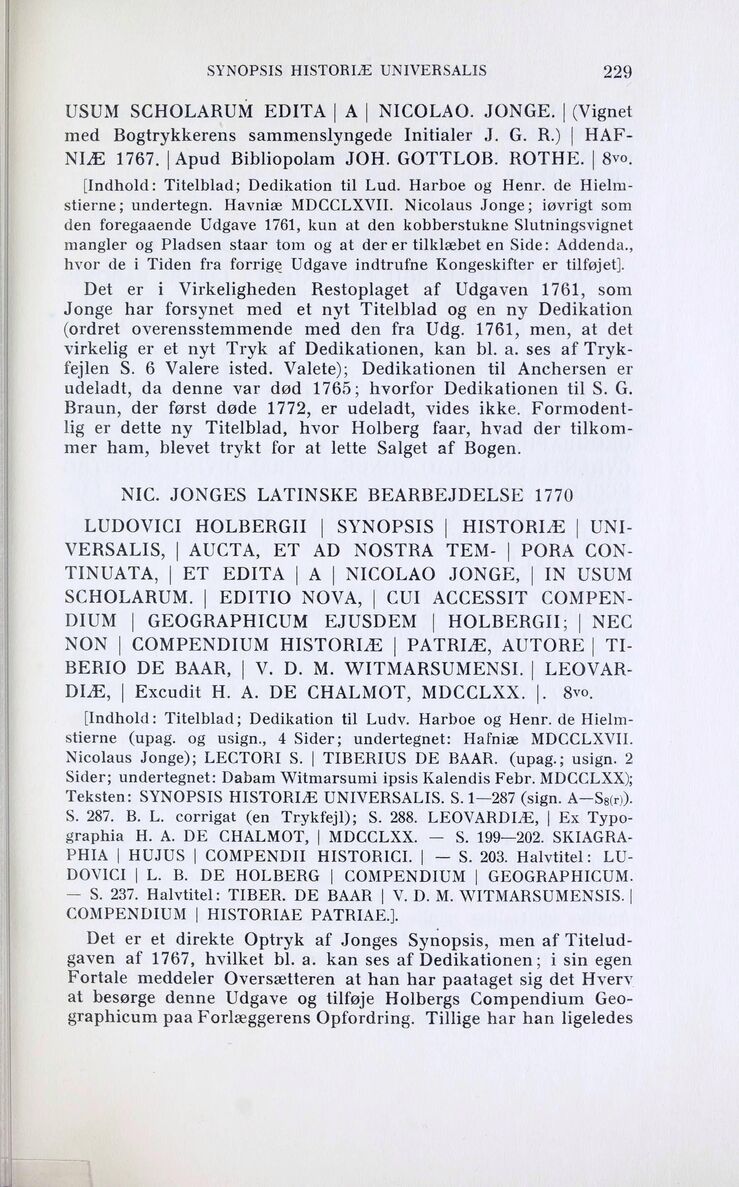 SYNOPSIS HISTORIÆ UNIVERSALIS 229
USUM SCHOLARUM EDITA | A | NICOLAO. JONGE. | (Vignet
med Bogtrykkerens sammenslyngede Initialer J. G. R.) | HAF-
NIÆ 1767. | Apud Bibliopolam JOH. GOTTLOB. ROTHE. | 8vo.
[Indhold: Titelblad; Dedikation til Lud. Harboe og Henr. de Hielm-
stierne; undertegn. Havniæ MDCCLXVII. Nicolaus Jonge; iøvrigt som
den foregaaende Udgave 1761, kun at den kobberstukne Slutningsvignet
mangler og Pladsen staar tom og at der er tilklæbet en Side: Addenda.,
hvor de i Tiden fra forrige Udgave indtrufne Kongeskifter er tilføjet].
Det er i Virkeligheden Restoplaget af Udgaven 1761, som
Jonge har forsynet med et nyt Titelblad og en ny Dedikation
(ordret overensstemmende med den fra Udg. 1761, men, at det
virkelig er et nyt Tryk af Dedikationen, kan bl. a. ses af Tryk-
fejlen S. 6 Valere isted. Valete); Dedikationen til Anchersen er
udeladt, da denne var død 1765; hvorfor Dedikationen til S. G.
Braun, der først døde 1772, er udeladt, vides ikke. Formodent-
lig er dette ny Titelblad, hvor Holberg faar, hvad der tilkom-
mer ham, blevet trykt for at lette Salget af Bogen.
NIC. JONGES LATINSKE BEARBEJDELSE 1770
LUDOVICI HOLBERGII | SYNOPSIS | HISTORIÆ | UNI-
VERSALIS, | AUCTA, ET AD NOSTRA TEM- | PORA CON-
TINUATA, | ET EDITA | A | NICOLAO JONGE, | IN USUM
SCHOLARUM. | EDITIO NOVA, | CUI ACCESSIT COMPEN-
DIUM | GEOGRAPHICUM EJUSDEM | HOLBERGII; | NEC
NON | COMPENDIUM HISTORIÆ | PATRIÆ, AUTORE | TI-
BERIO DE BAAR, | V. D. M. WITMARSUMENSI. | LEOVAR-
DIÆ, | Excudit H. A. DE CHALMOT, MDCCLXX. |. 8vo.
[Indhold: Titelblad; Dedikation til Ludv. Harboe og Henr. de Hielm-
stierne (upag. og usign., 4 Sider; undertegnet: Hafniæ MDCCLXVII.
Nicolaus Jonge); LECTORI S. | TIBERIUS DE BAAR. (upag.; usign. 2
Sider; undertegnet: Dabam Witmarsumi ipsis Kalendis Febr. MDCCLXX);
Teksten: SYNOPSIS HISTORIÆ UNIVERSALIS. S. 1—287 (sign. A—S8(r)).
S. 287. B. L. corrigat (en Trykfejl); S. 288. LEOVARDIÆ, | Ex Typo-
graphia H. A. DE CHALMOT, | MDCCLXX. — S. 199—202. SKIAGRA-
PHIA | HUJUS | COMPENDII HISTORICI. | — S. 203. Halvtitel: LU-
DOVICI | L. B. DE HOLBERG | COMPENDIUM | GEOGRAPHICUM.
— S. 237. Halvtitel: TIBER. DE BAAR | V. D. M. WITMARSUMENSIS. |
COMPENDIUM | HISTORIAE PATRIAE.].
Det er et direkte Optryk af Jonges Synopsis, men af Titelud-
gaven af 1767, hvilket bl. a. kan ses af Dedikationen; i sin egen
Fortale meddeler Oversætteren at han har paataget sig det Hverv
at besørge denne Udgave og tilføje Holbergs Compendium Geo-
graphicum paa Forlæggerens Opfordring. Tillige har han ligeledes